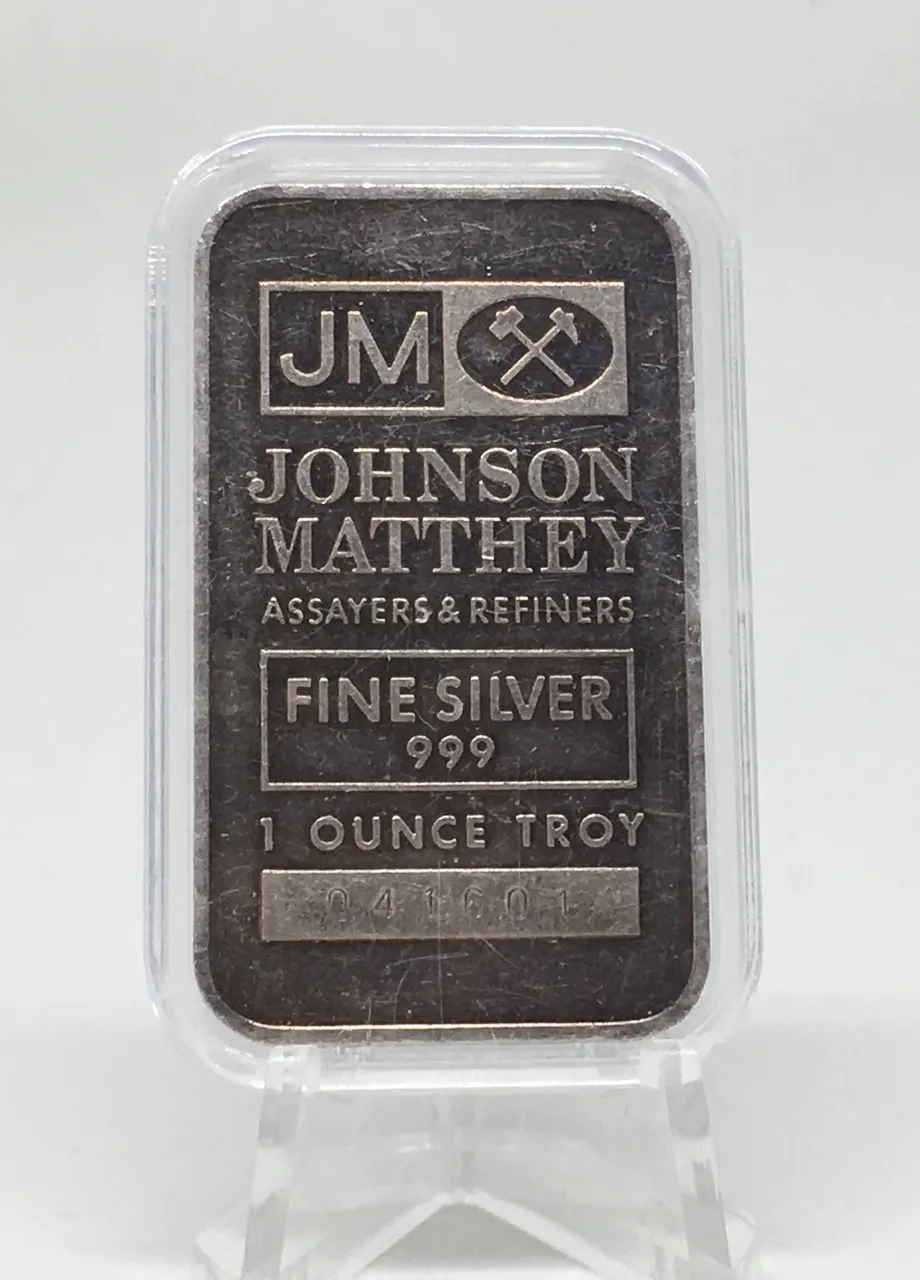 JM
JOHNSON
MATTHEY
ASSAYERS & REFINERS
FINE SILVER
999
1 OUNCE TROY
041601